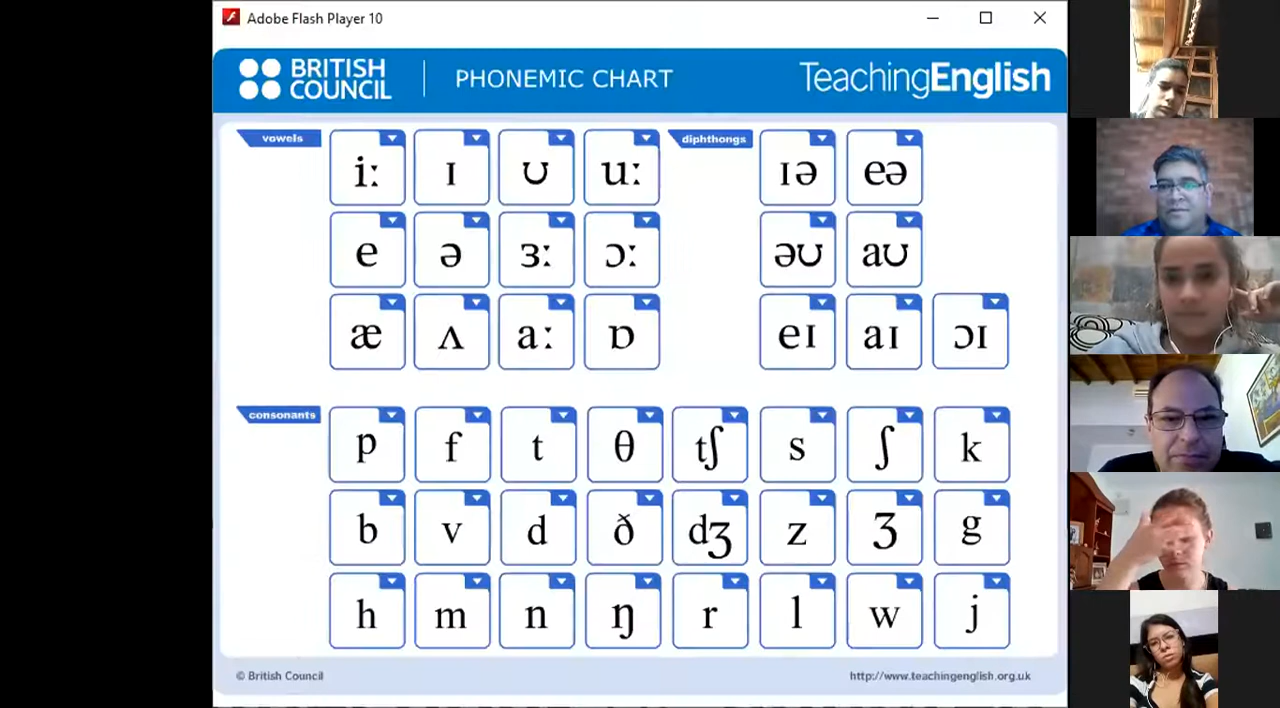 Adobe Flash Player 10
BRITISH
COUNCIL
PHONEMIC CHART
TeachingEnglish
vowels
iː ɪ ʊ uː
diphthongs
ɪə eə
e ə ɜː ɔː
əʊ aʊ
æ ʌ aː ɒ
eɪ aɪ ɔɪ
consonants
p f t θ tʃ s ʃ k
b v d ð dʒ z ʒ g
h m n ŋ r l w j
© British Council
http://www.teachingenglish.org.uk